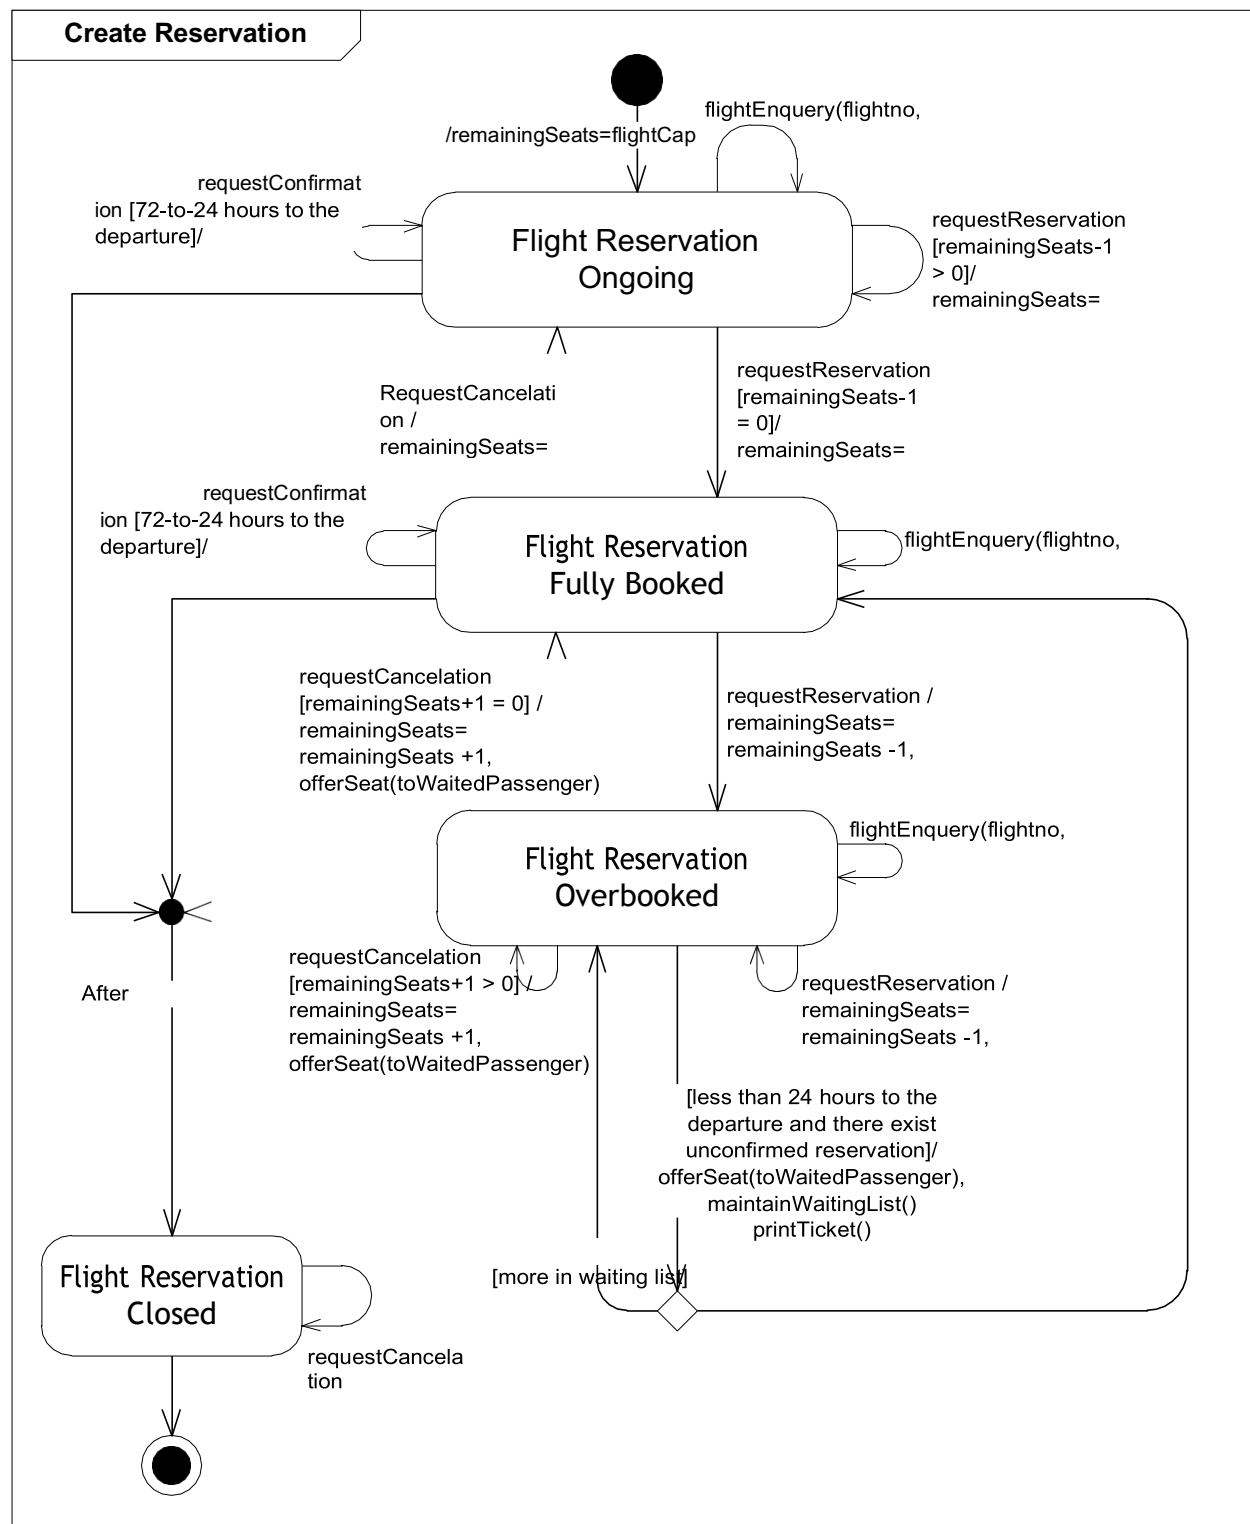 Create Reservation
/remainingSeats=flightCap
flightEnquery(flightno,
requestConfirmat
ion [72-to-24 hours to the
departure]/
Flight Reservation
Ongoing
requestReservation
[remainingSeats-1
> 0]/
remainingSeats=
RequestCancelati
on /
remainingSeats=
requestReservation
[remainingSeats-1
= 0]/
remainingSeats=
requestConfirmat
ion [72-to-24 hours to the
departure]/
Flight Reservation
Fully Booked
flightEnquery(flightno,
requestCancelation
[remainingSeats+1 = 0] /
remainingSeats=
remainingSeats +1,
offerSeat(toWaitedPassenger)
requestReservation /
remainingSeats=
remainingSeats -1,
Flight Reservation
Overbooked
flightEnquery(flightno,
requestCancelation
[remainingSeats+1 > 0] /
remainingSeats=
remainingSeats +1,
offerSeat(toWaitedPassenger)
requestReservation /
remainingSeats=
remainingSeats -1,
After
[less than 24 hours to the
departure and there exist
unconfirmed reservation]/
offerSeat(toWaitedPassenger),
maintainWaitingList()
printTicket()
[more in waiting list]
Flight Reservation
Closed
requestCancela
tion